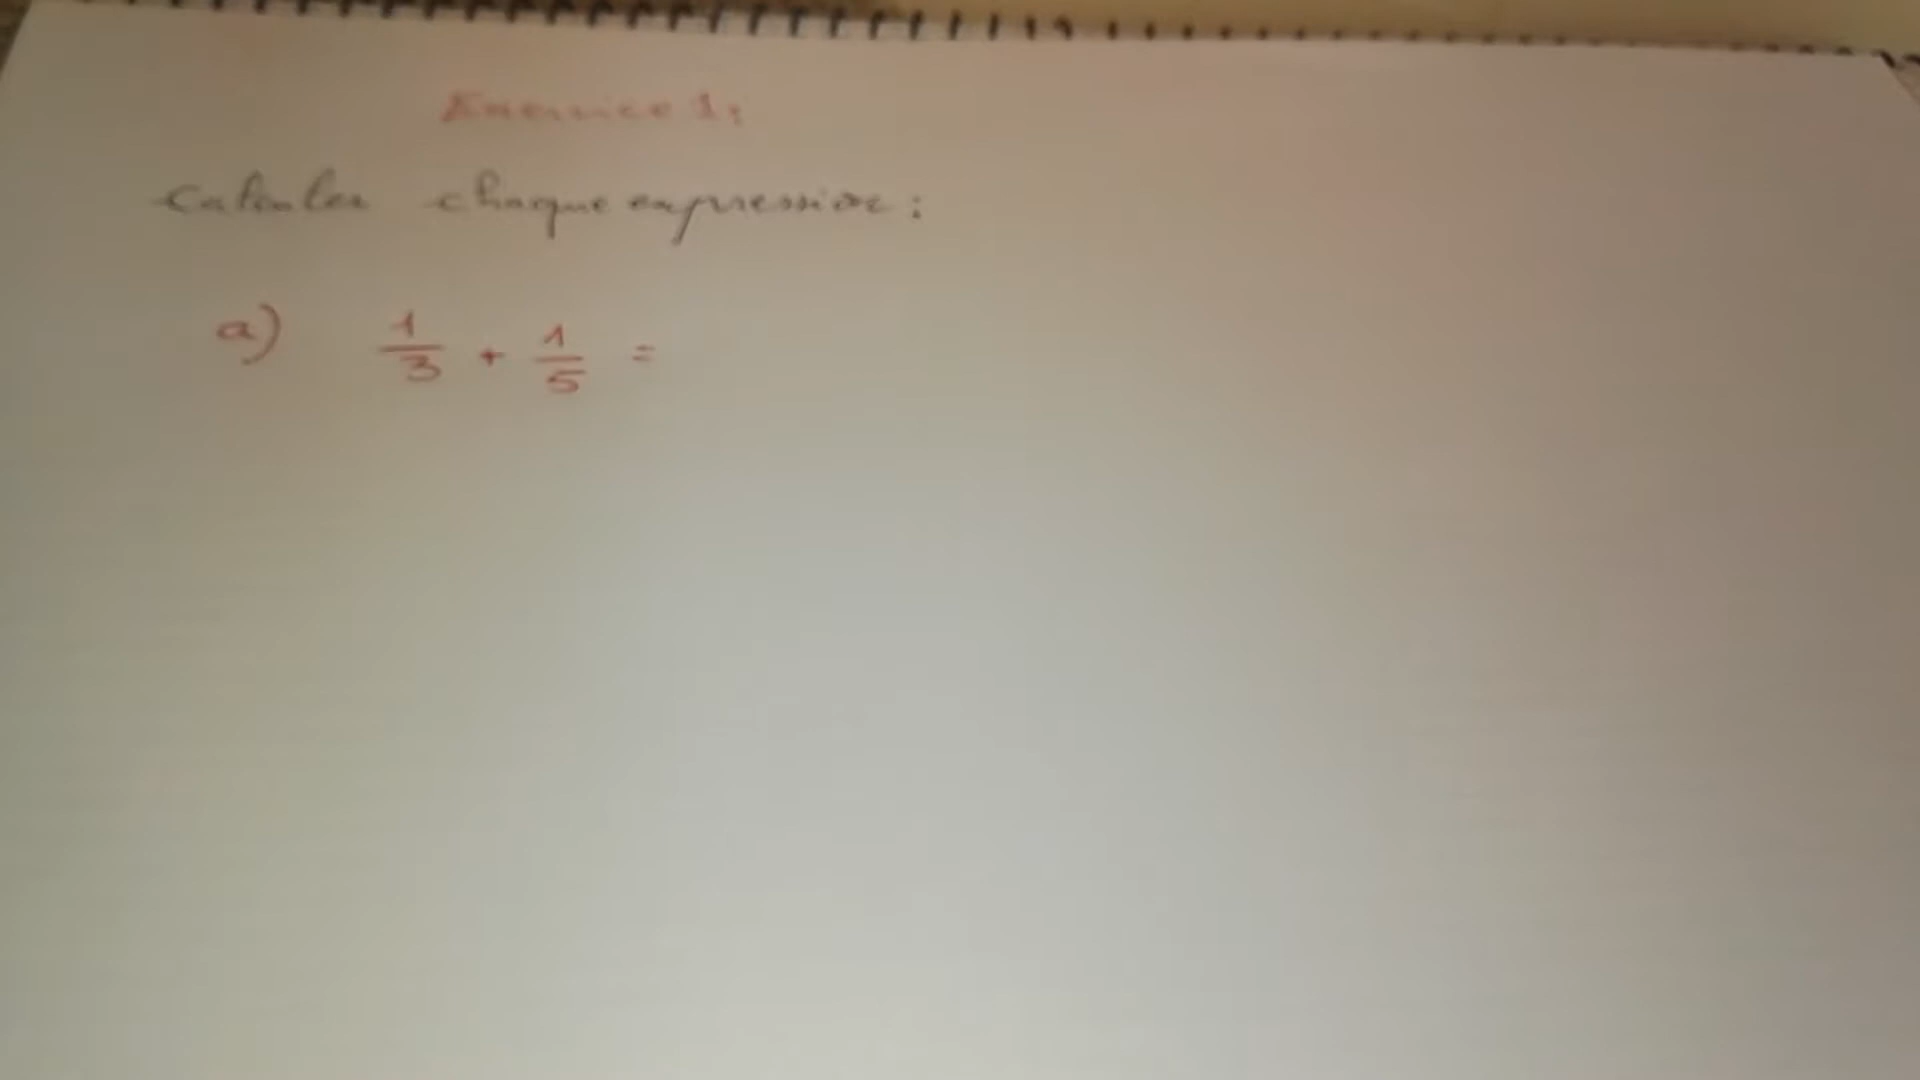 Exercice 1:
Calculer chaque expression:
a) 1/3 + 1/5 =